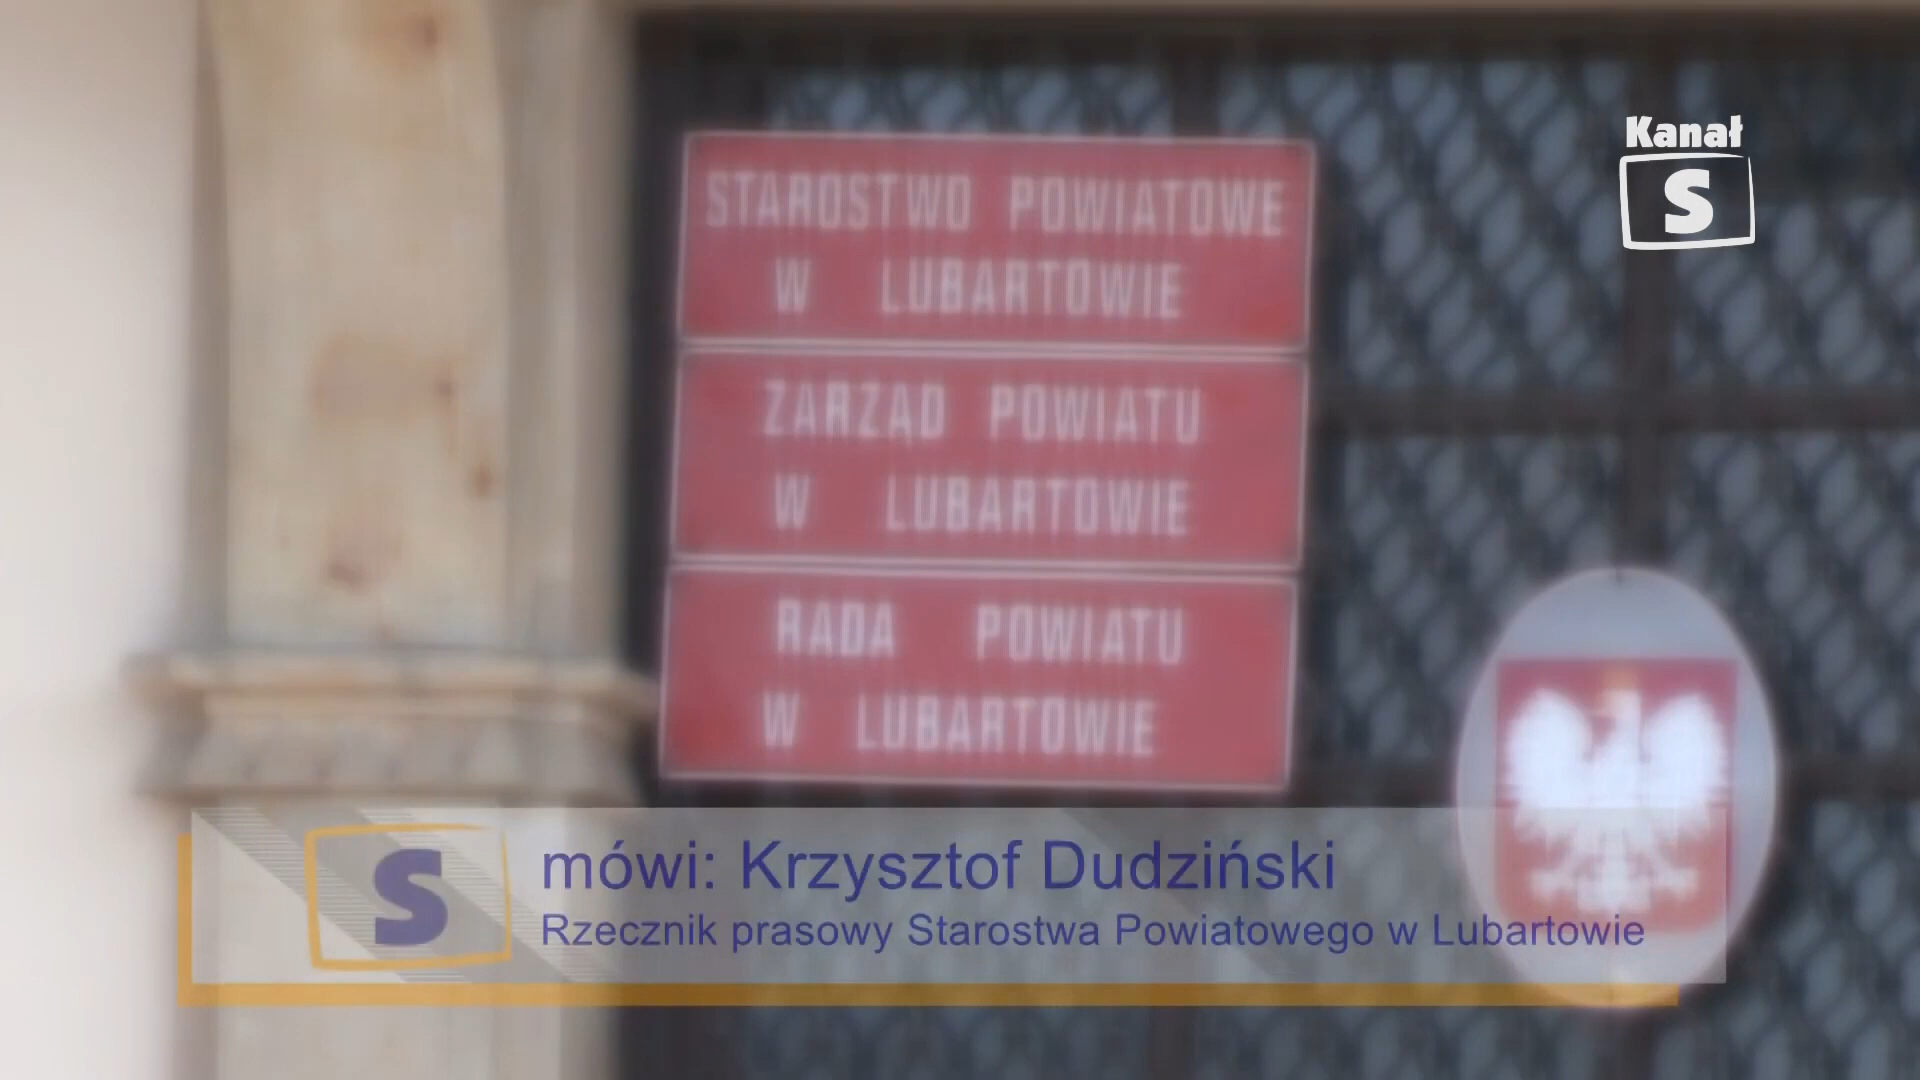 Kanał
S
STAROSTWO POWIATOWE
W LUBARTOWIE
ZARZĄD POWIATU
W LUBARTOWIE
RADA POWIATU
W LUBARTOWIE
S
mówi: Krzysztof Dudziński
Rzecznik prasowy Starostwa Powiatowego w Lubartowie